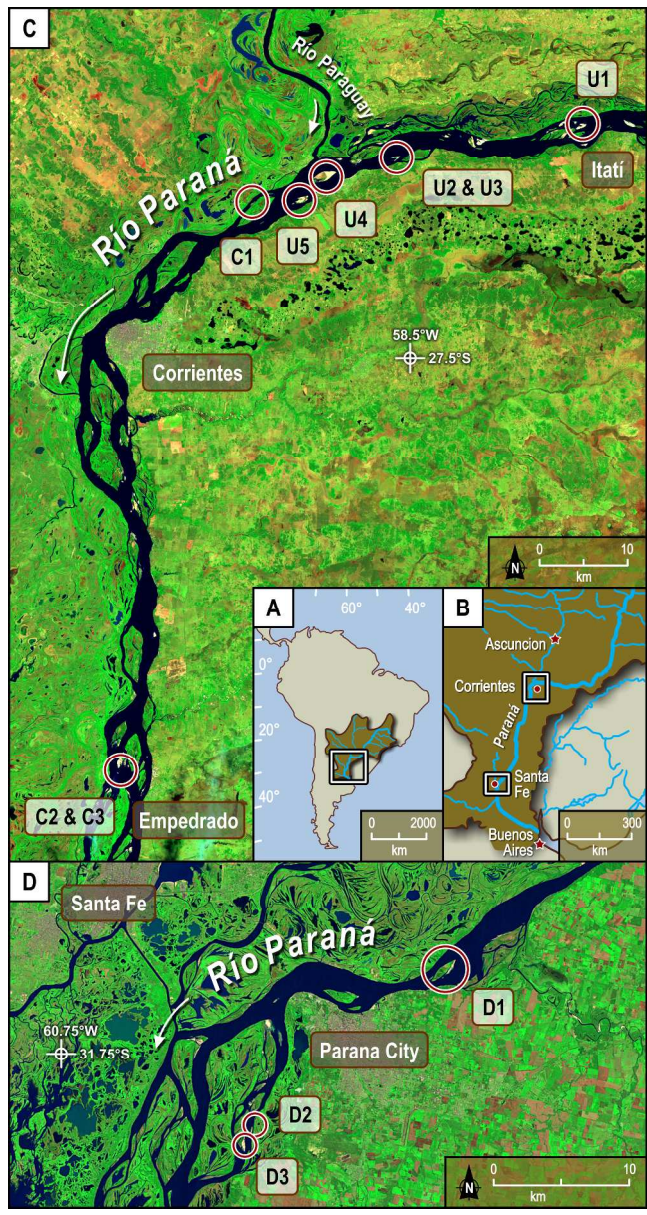 C
Río Paraguay
U1
Itatí
U2 & U3
U4
U5
C1
Río Paraná
Corrientes
58.5°W
27.5°S
N
0 10
km
C2 & C3
Empedrado
A
60° 40°
0°
20°
40°
0 2000
km
B
Ascuncion
Corrientes
Paraná
Santa
Fe
Buenos
Aires
0 300
km
D
Santa Fe
Río Paraná
D1
60.75°W
31.75°S
Parana City
D2
D3
N
0 10
km